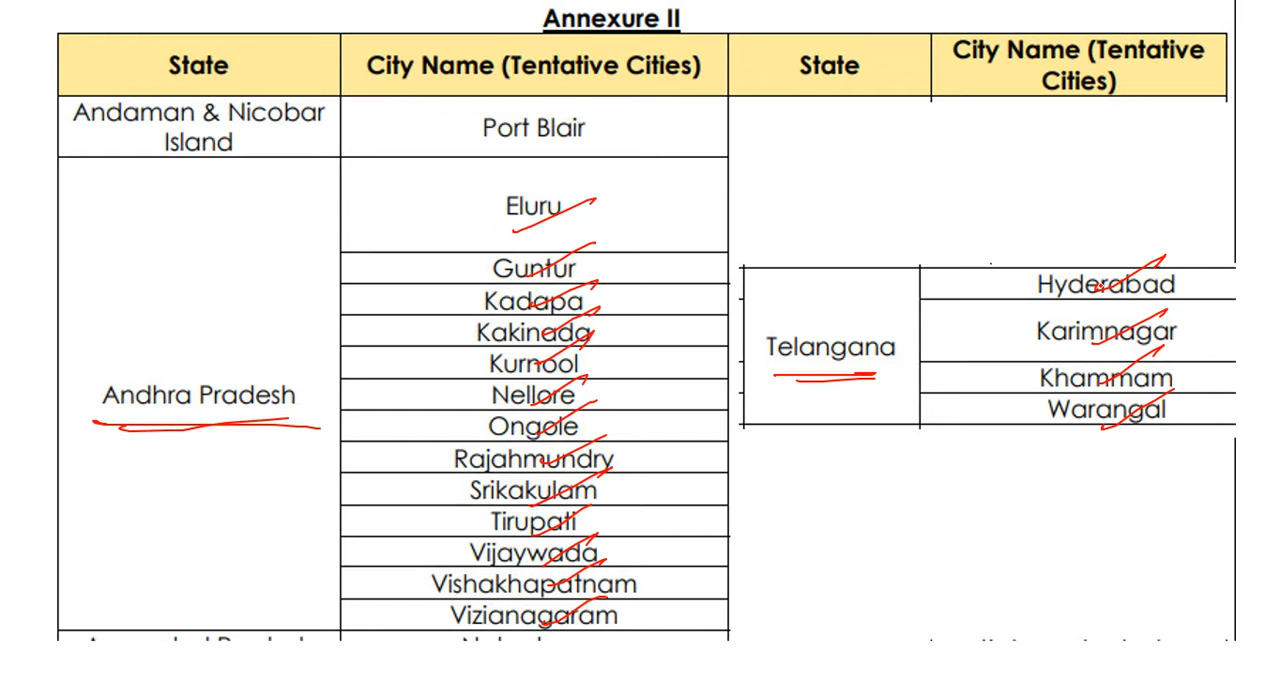 Annexure II
State City Name (Tentative Cities) State City Name (Tentative Cities)
Andaman & Nicobar Island Port Blair
Andhra Pradesh
Eluru
Guntur
Kadapa
Kakinada
Kurnool
Nellore
Ongole
Rajahmundry
Srikakulam
Tirupati
Vijaywada
Vishakhapatnam
Vizianagaram
Telangana
Hyderabad
Karimnagar
Khammam
Warangal